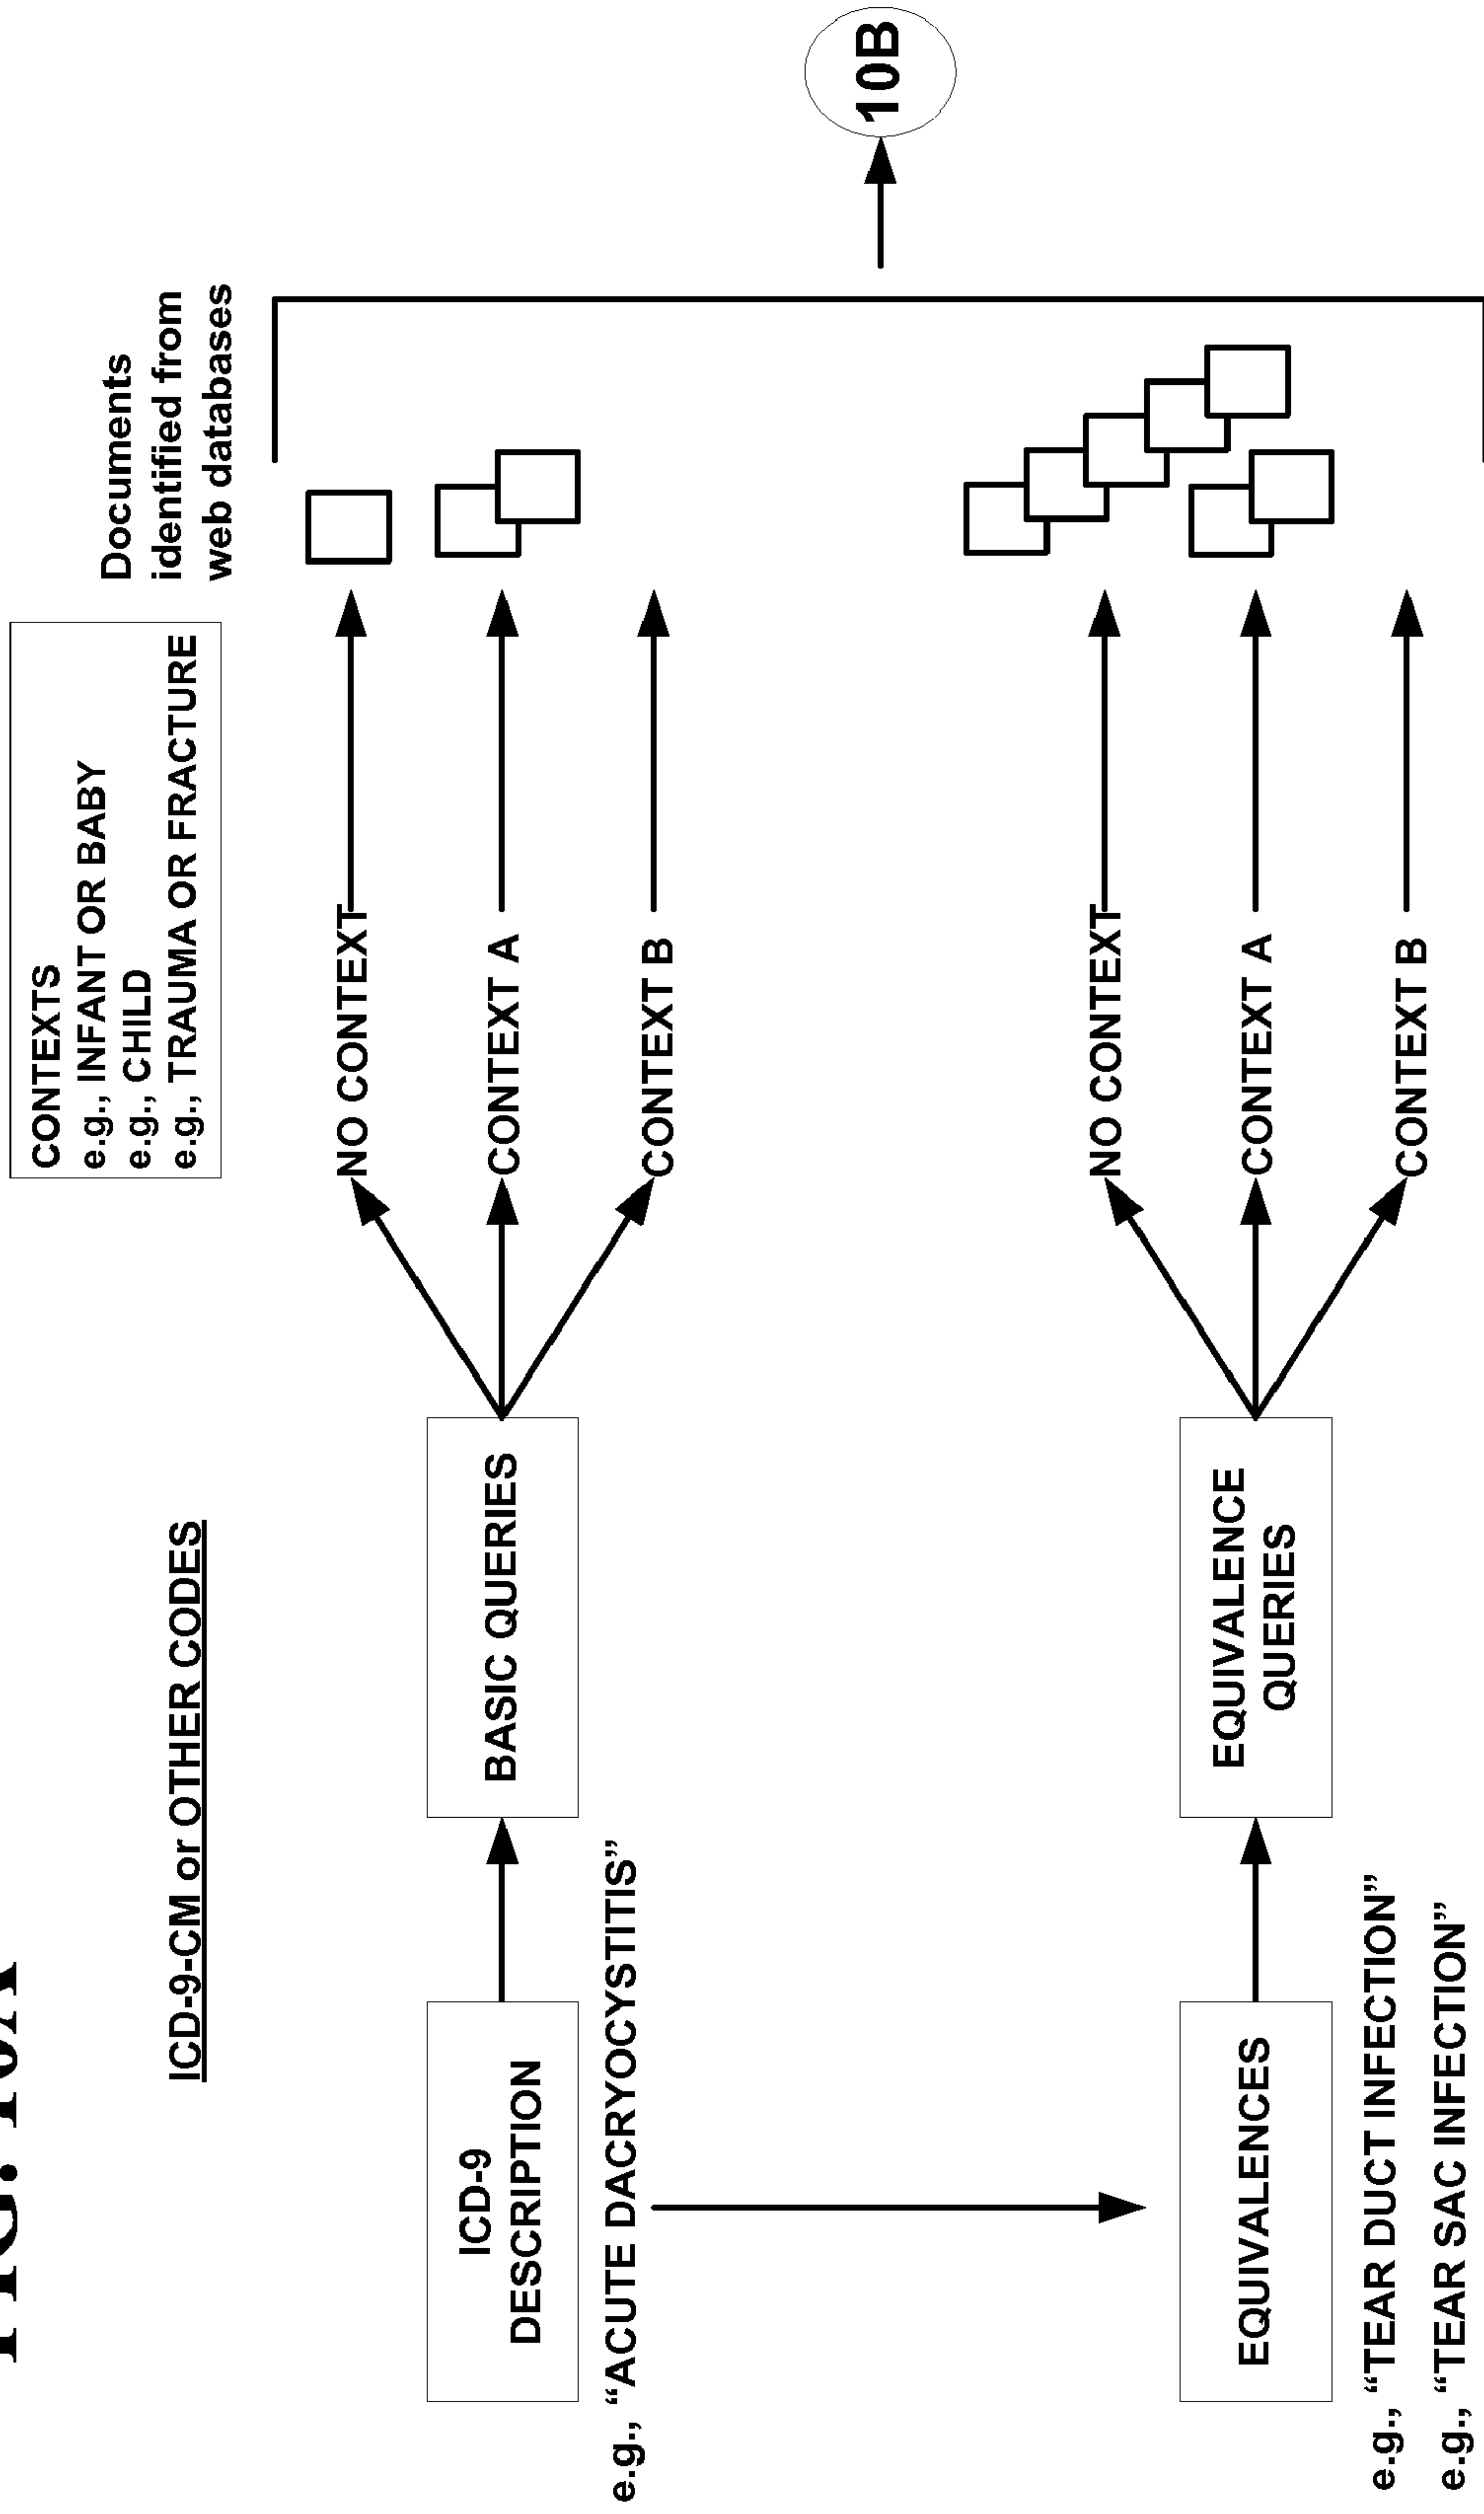 FIG. 10A
ICD-9-CM or OTHER CODES
CONTEXTS
e.g., INFANT OR BABY
e.g., CHILD
e.g., TRAUMA OR FRACTURE
Documents
identified from
web databases
ICD-9
DESCRIPTION
e.g., “ACUTE DACRYOCYSTITIS”
BASIC QUERIES
NO CONTEXT
CONTEXT A
CONTEXT B
10B
EQUIVALENCES
e.g., “TEAR DUCT INFECTION”
e.g., “TEAR SAC INFECTION”
EQUIVALENCE
QUERIES
NO CONTEXT
CONTEXT A
CONTEXT B